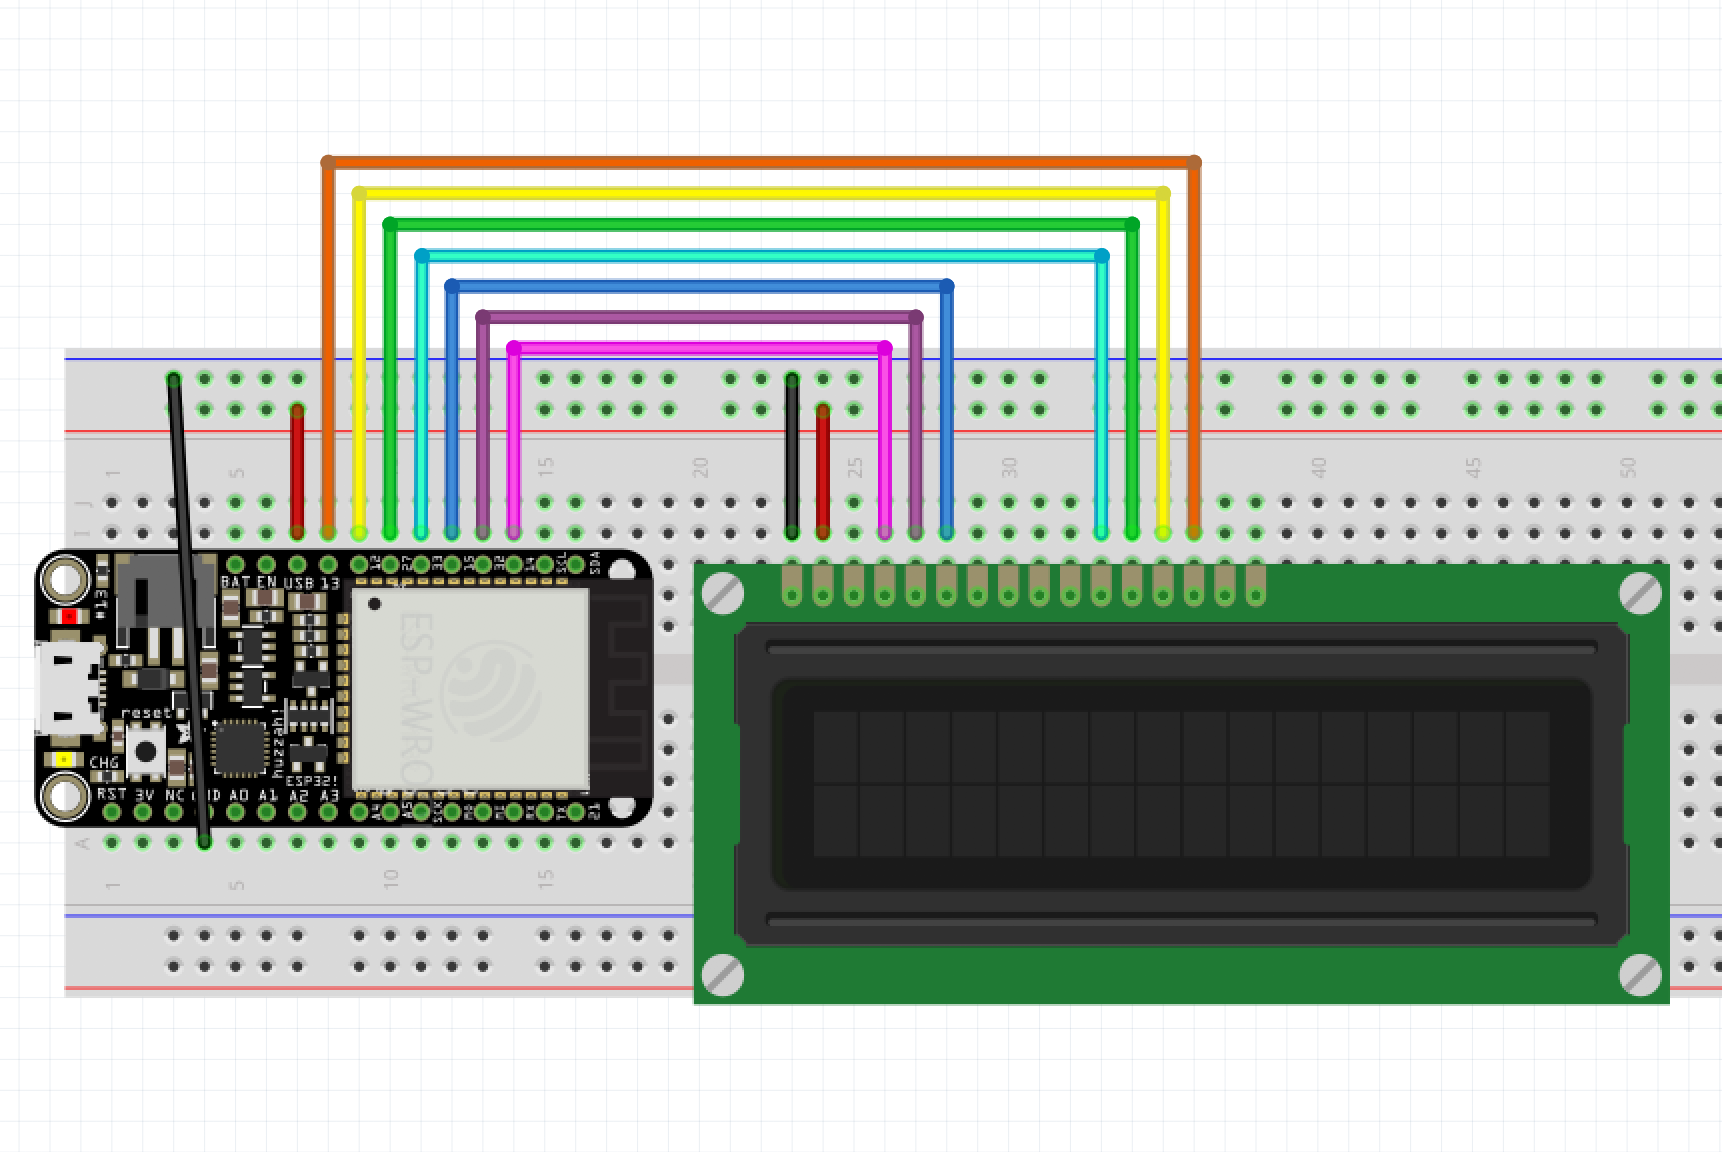 1 5 15 20 25 30 40 45 50
J
I
BAT EN USB 13 12 27 33 15 32 14 SCL SDA
#13
ESP-WRO
reset
huzzah!
CHG
ESP32!
RST 3V NC GND A0 A1 A2 A3 A4 A5 SCK MO MI RX TX 21
A
1 5 10 15